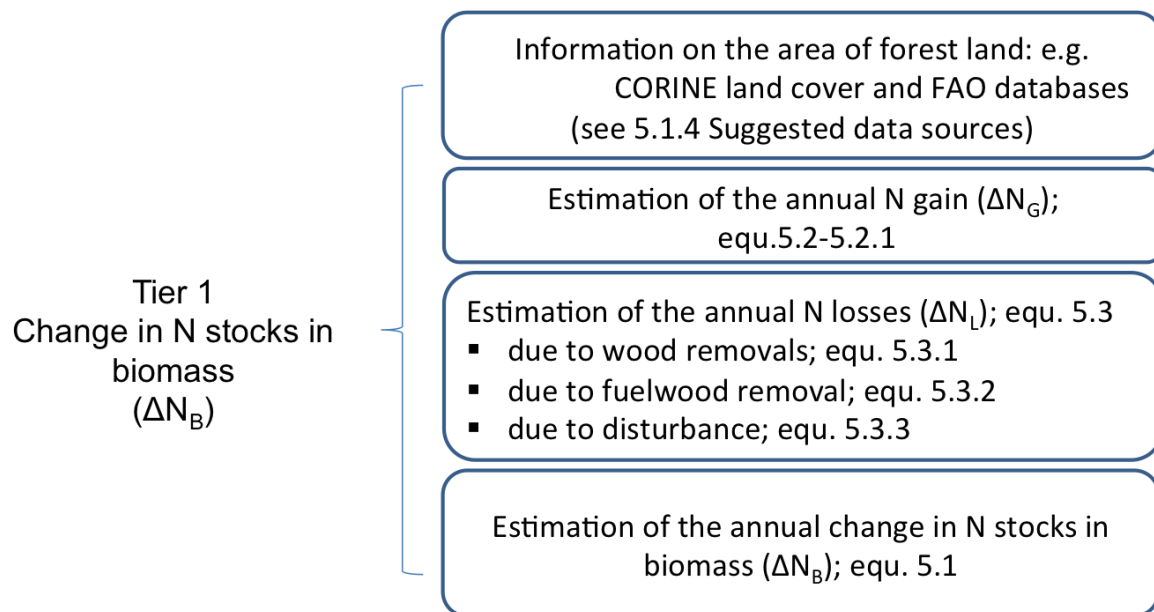 Tier 1
Change in N stocks in
biomass
(ΔN_B)
Information on the area of forest land: e.g.
CORINE land cover and FAO databases
(see 5.1.4 Suggested data sources)
Estimation of the annual N gain (ΔN_G);
equ.5.2-5.2.1
Estimation of the annual N losses (ΔN_L); equ. 5.3
▪ due to wood removals; equ. 5.3.1
▪ due to fuelwood removal; equ. 5.3.2
▪ due to disturbance; equ. 5.3.3
Estimation of the annual change in N stocks in
biomass (ΔN_B); equ. 5.1